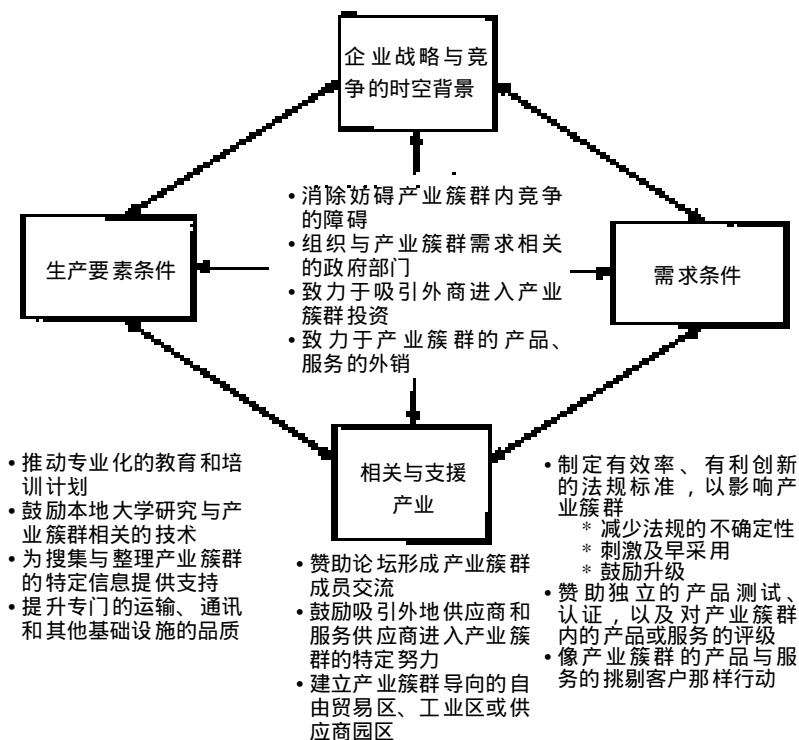 企业战略与竞
争的时空背景
• 消除妨碍产业簇群内竞争
的障碍
• 组织与产业簇群需求相关
的政府部门
• 致力于吸引外商进入产业
簇群投资
• 致力于产业簇群的产品、
服务的外销
生产要素条件
需求条件
相关与支援
产业
• 推动专业化的教育和培
训计划
• 鼓励本地大学研究与产
业簇群相关的技术
• 为搜集与整理产业簇群
的特定信息提供支持
• 提升专门的运输、通讯
和其他基础设施的品质
• 赞助论坛形成产业簇群
成员交流
• 鼓励吸引外地供应商和
服务供应商进入产业簇
群的特定努力
• 建立产业簇群导向的自
由贸易区、工业区或供
应商园区
• 制定有效率、有利创新
的法规标准，以影响产
业簇群
* 减少法规的不确定性
* 刺激及早采用
* 鼓励升级
• 赞助独立的产品测试、
认证，以及对产业簇群
内的产品或服务的评级
• 像产业簇群的产品与服
务的挑剔客户那样行动